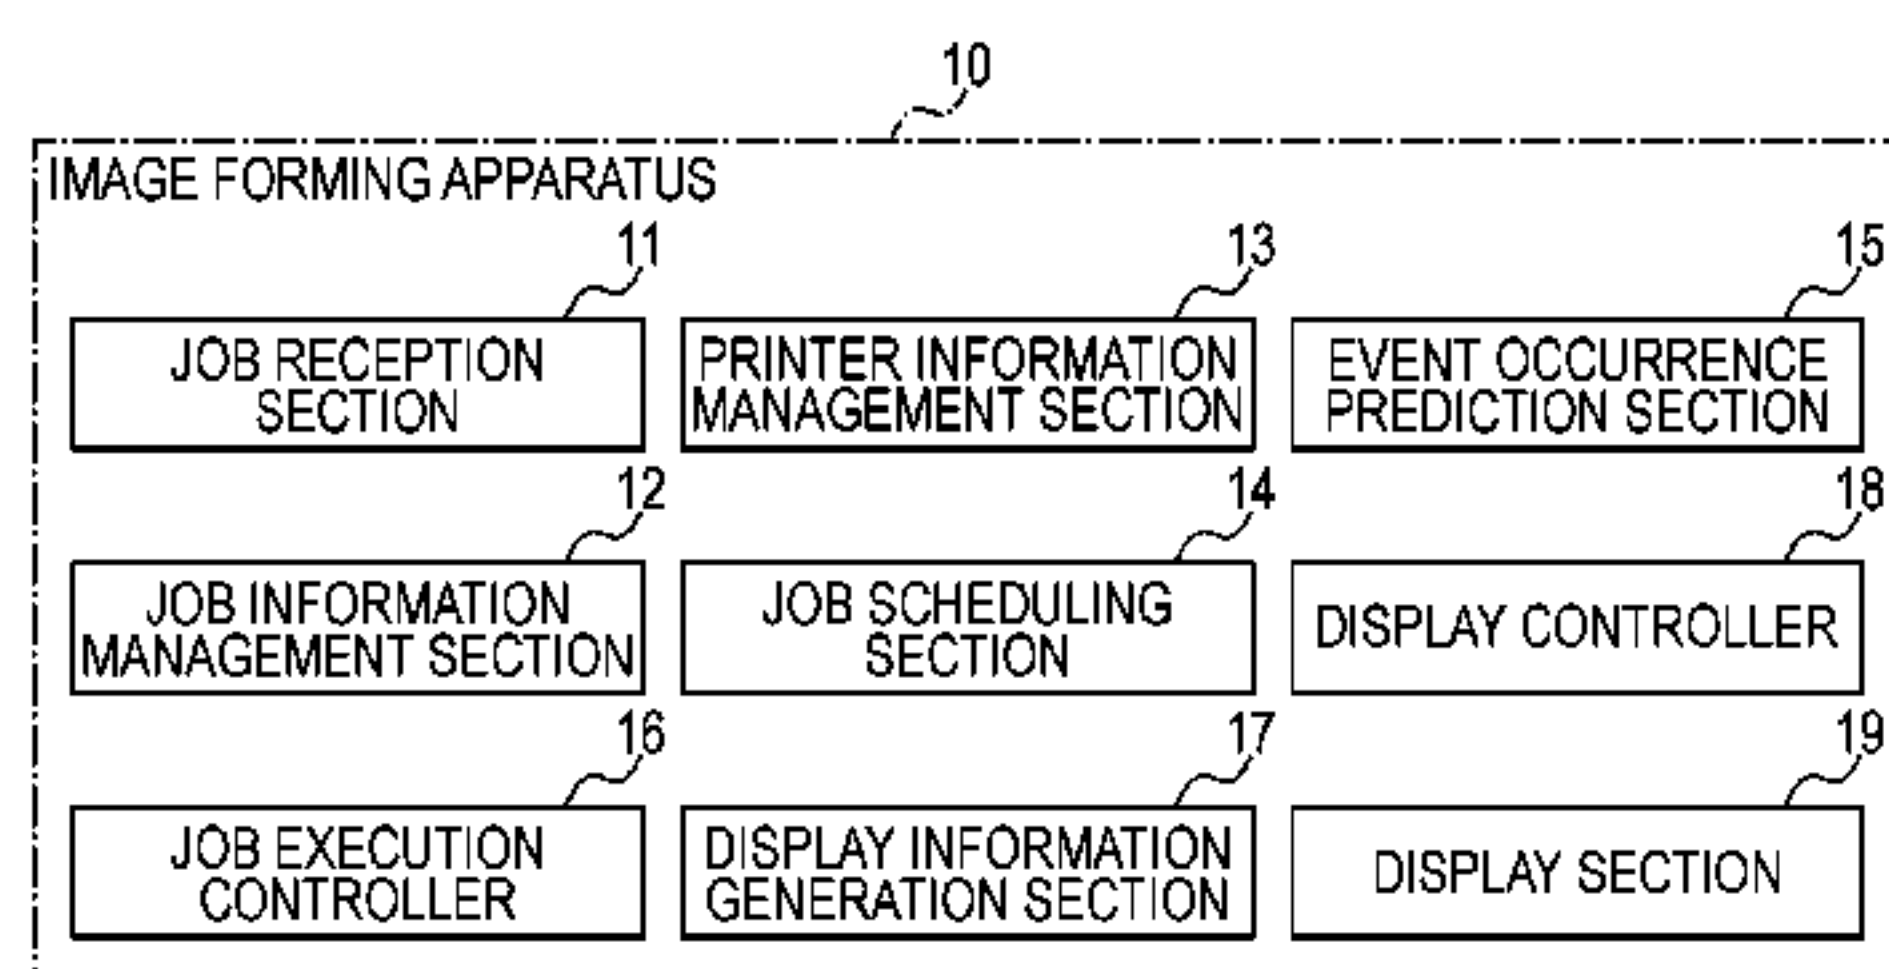 10
IMAGE FORMING APPARATUS
11
13
15
JOB RECEPTION
SECTION
PRINTER INFORMATION
MANAGEMENT SECTION
EVENT OCCURRENCE
PREDICTION SECTION
12
14
18
JOB INFORMATION
MANAGEMENT SECTION
JOB SCHEDULING
SECTION
DISPLAY CONTROLLER
16
17
19
JOB EXECUTION
CONTROLLER
DISPLAY INFORMATION
GENERATION SECTION
DISPLAY SECTION